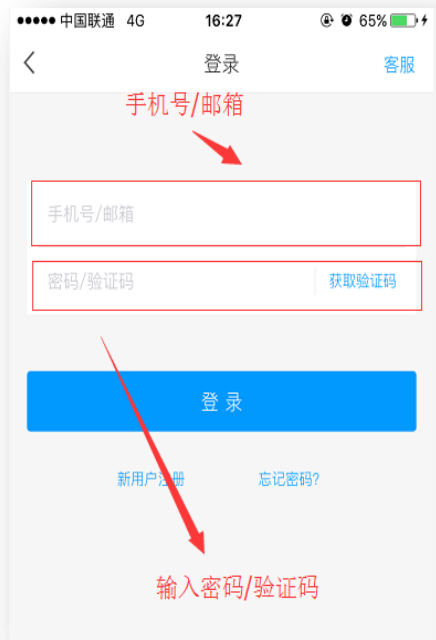 中国联通 4G 16:27 65%
登录 客服
手机号/邮箱
手机号/邮箱
密码/验证码 获取验证码
登录
新用户注册 忘记密码?
输入密码/验证码